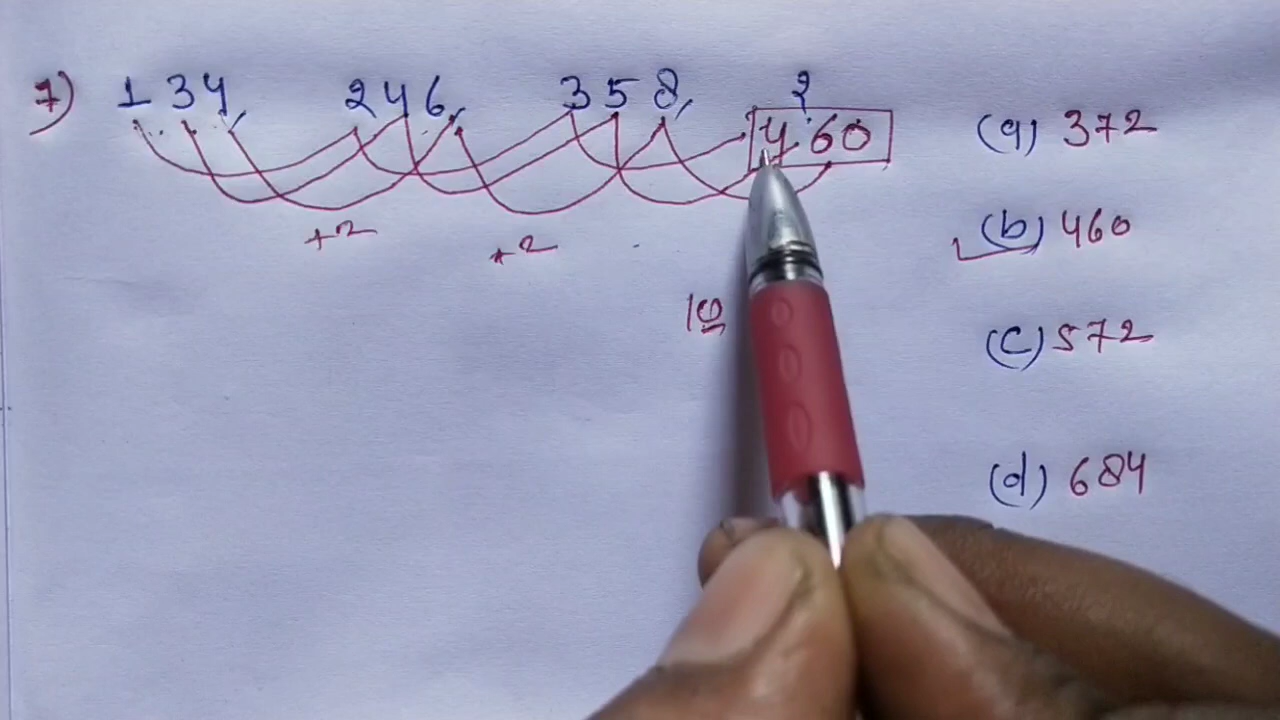 7) 134, 246, 358, ?
460
(a) 372
(b) 460
+2
+2
10
(c) 572
(d) 684